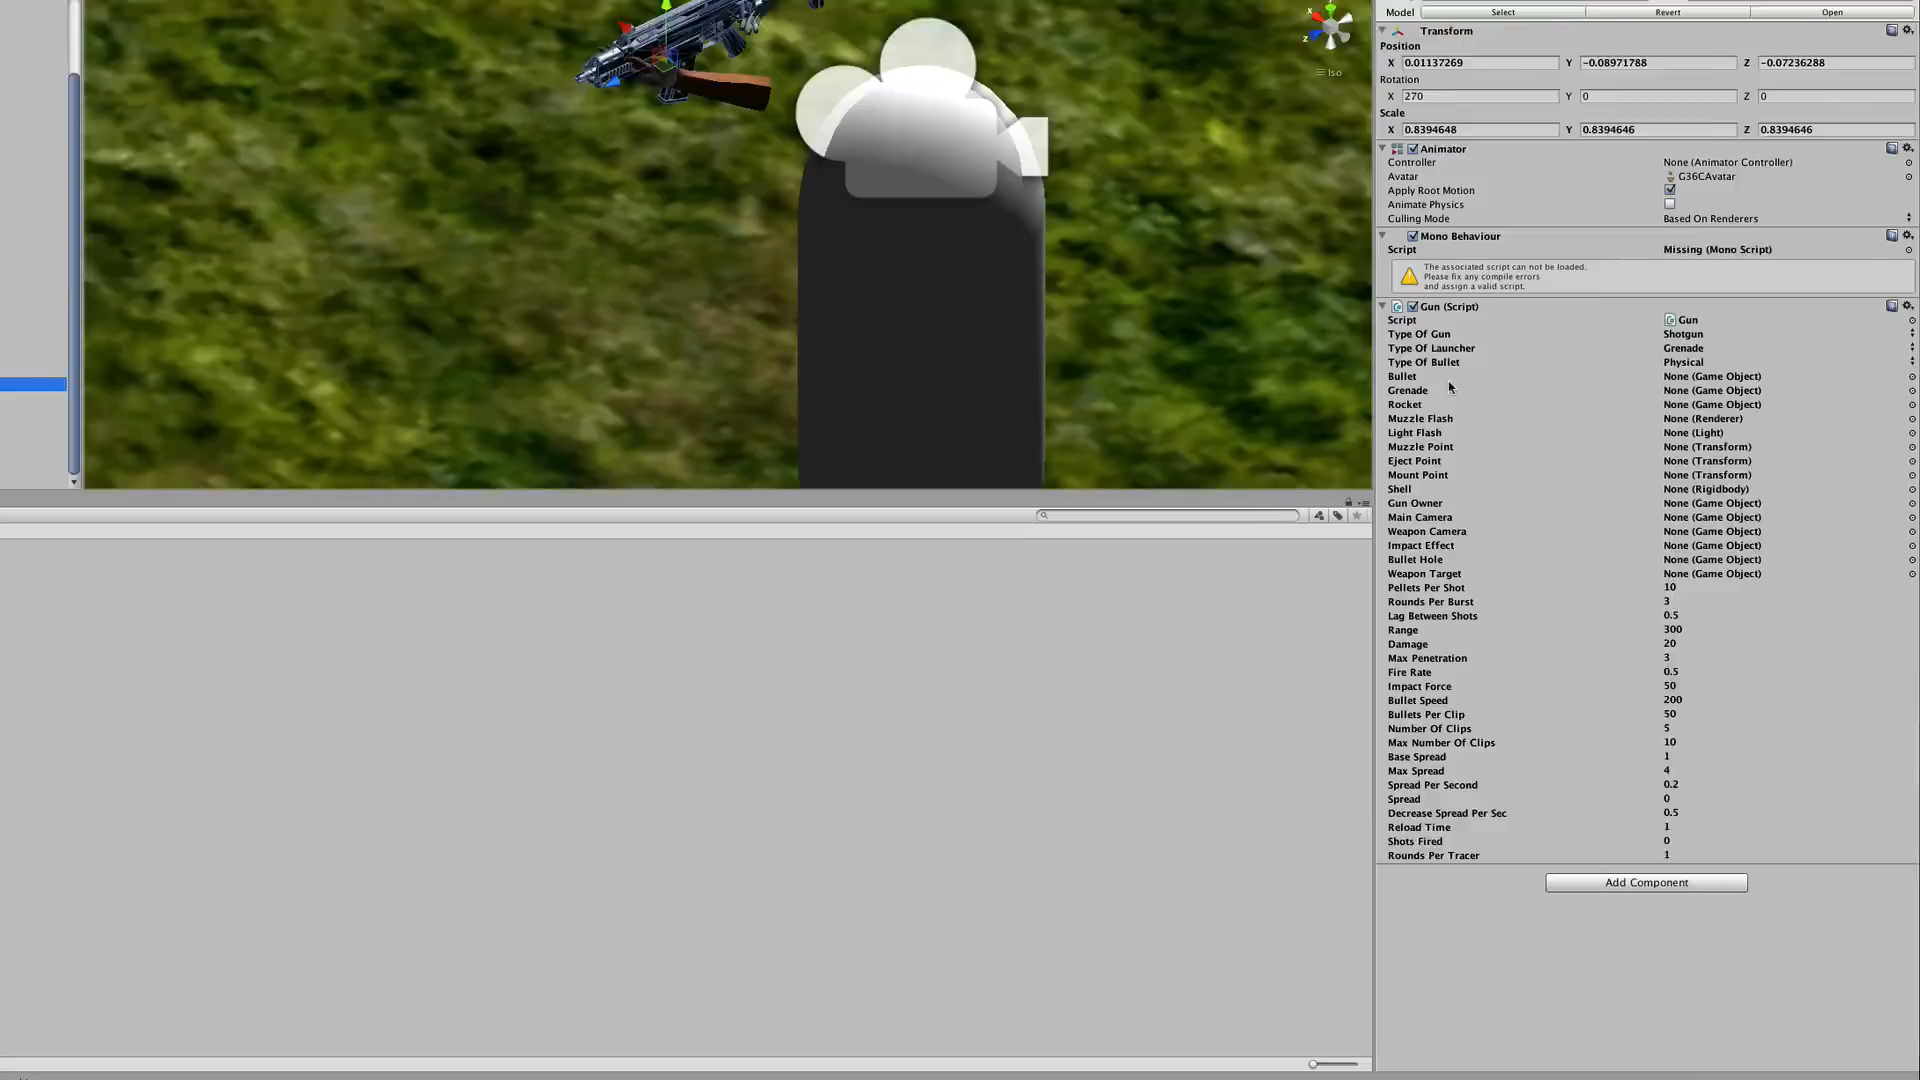 Model Select Revert Open
Transform
Position
X 0.01137269 Y -0.08971788 Z -0.07236288
Rotation
X 270 Y 0 Z 0
Scale
X 0.8394648 Y 0.8394646 Z 0.8394646
Iso
Animator
Controller None (Animator Controller)
Avatar G36CAvatar
Apply Root Motion
Animate Physics
Culling Mode Based On Renderers
Mono Behaviour
Script Missing (Mono Script)
The associated script can not be loaded.
Please fix any compile errors
and assign a valid script.
Gun (Script)
Script Gun
Type Of Gun Shotgun
Type Of Launcher Grenade
Type Of Bullet Physical
Bullet None (Game Object)
Grenade None (Game Object)
Rocket None (Game Object)
Muzzle Flash None (Renderer)
Light Flash None (Light)
Muzzle Point None (Transform)
Eject Point None (Transform)
Mount Point None (Transform)
Shell None (Rigidbody)
Gun Owner None (Game Object)
Main Camera None (Game Object)
Weapon Camera None (Game Object)
Impact Effect None (Game Object)
Bullet Hole None (Game Object)
Weapon Target None (Game Object)
Pellets Per Shot 10
Rounds Per Burst 3
Lag Between Shots 0.5
Range 300
Damage 20
Max Penetration 3
Fire Rate 0.5
Impact Force 50
Bullet Speed 200
Bullets Per Clip 50
Number Of Clips 5
Max Number Of Clips 10
Base Spread 1
Max Spread 4
Spread Per Second 0.2
Spread 0
Decrease Spread Per Sec 0.5
Reload Time 1
Shots Fired 0
Rounds Per Tracer 1
Add Component